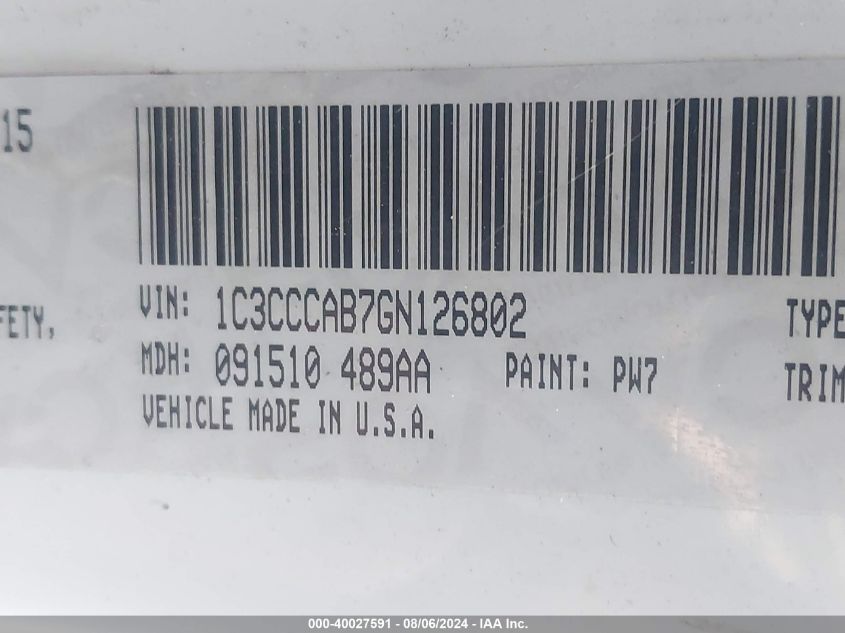 15
FETY,
VIN: 1C3CCCAB7GN126802
TYPE
MDH: 091510 489AA PAINT: PW7
TRIM
VEHICLE MADE IN U.S.A.
000-40027591 - 08/06/2024 - IAA Inc.